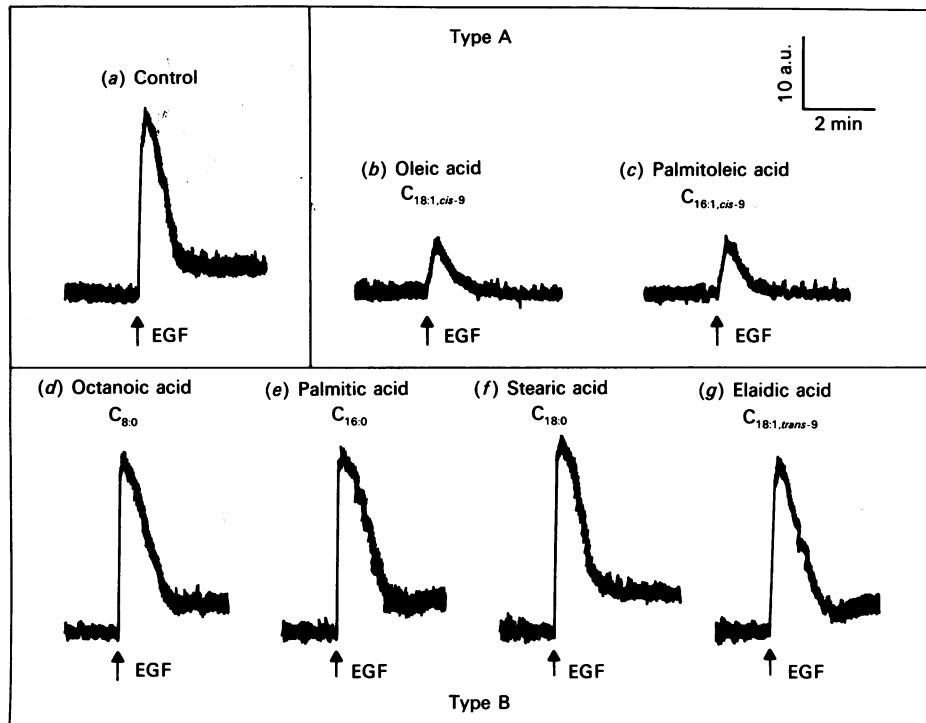 Type A
(a) Control
10 a.u.
2 min
(b) Oleic acid
C18:1,cis-9
(c) Palmitoleic acid
C16:1,cis-9
EGF
EGF
EGF
(d) Octanoic acid
C8:0
(e) Palmitic acid
C16:0
(f) Stearic acid
C18:0
(g) Elaidic acid
C18:1,trans-9
EGF
EGF
EGF
EGF
Type B